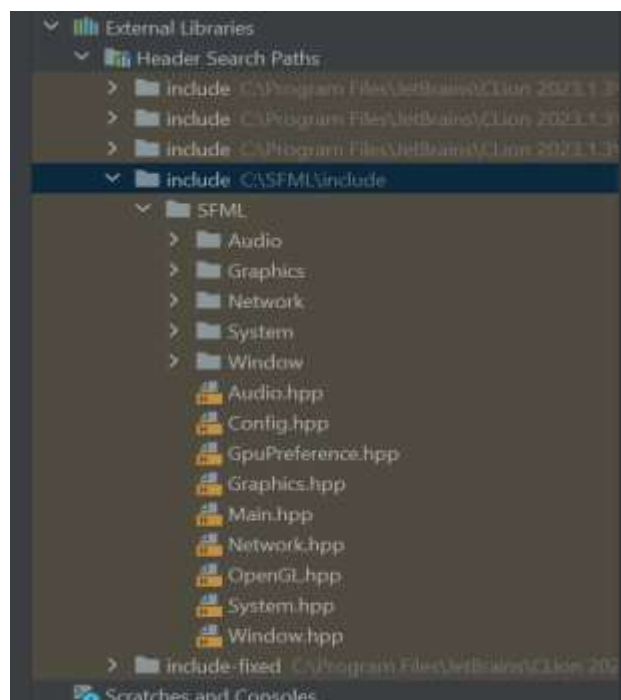 External Libraries
Header Search Paths
include C:\Program Files\JetBrains\CLion 2023.1.3\
include C:\Program Files\JetBrains\CLion 2023.1.3\
include C:\Program Files\JetBrains\CLion 2023.1.3\
include C:\SFML\include
SFML
Audio
Graphics
Network
System
Window
Audio.hpp
Config.hpp
GpuPreference.hpp
Graphics.hpp
Main.hpp
Network.hpp
OpenGL.hpp
System.hpp
Window.hpp
include-fixed C:\Program Files\JetBrains\CLion 202
Scratches and Consoles